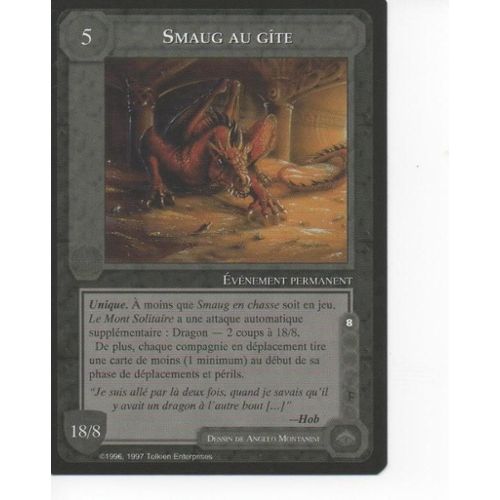 5
SMAUG AU GÎTE
ÉVÉNEMENT PERMANENT
Unique. À moins que Smaug en chasse soit en jeu.
Le Mont Solitaire a une attaque automatique
supplémentaire : Dragon — 2 coups à 18/8.
De plus, chaque compagnie en déplacement tire
une carte de moins (1 minimum) au début de sa
phase de déplacements et périls.
“Je suis allé par là deux fois, quand je savais qu'il
y avait un dragon à l'autre bout [...]”
—Hob
8
18/8
DESSIN DE ANGELO MONTANINI
©1996, 1997 Tolkien Enterprises